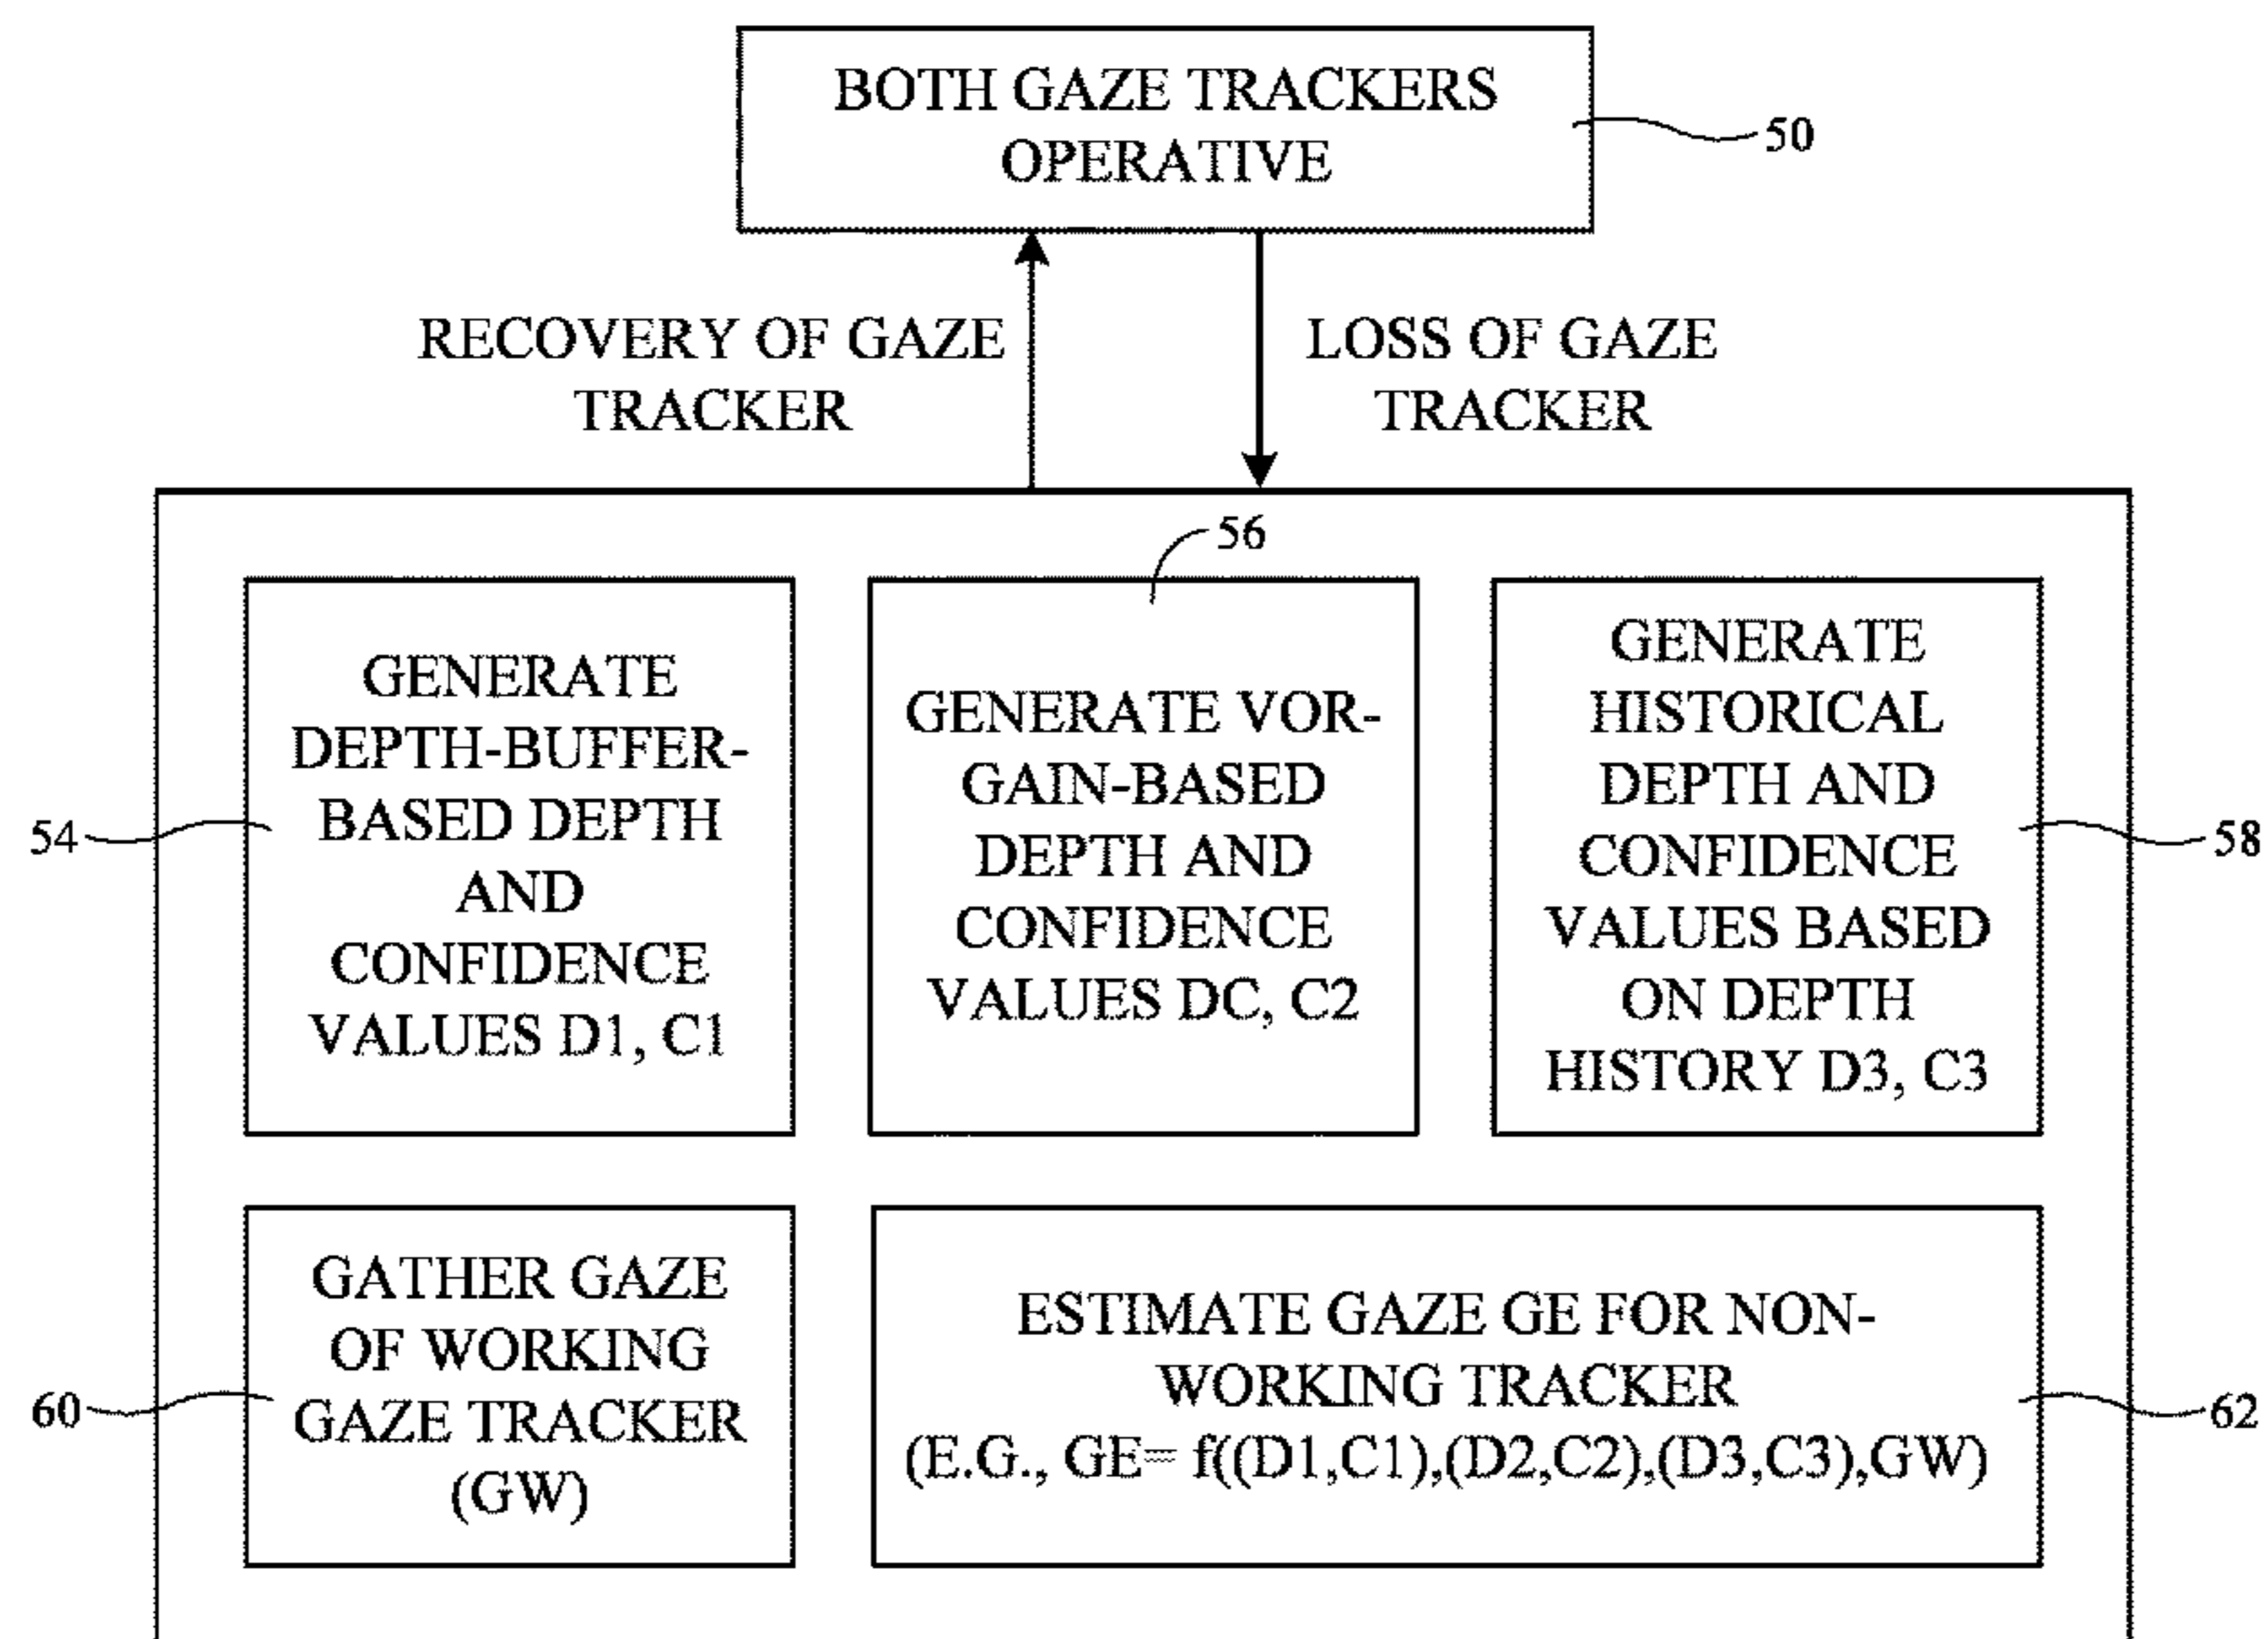 BOTH GAZE TRACKERS
OPERATIVE
50
RECOVERY OF GAZE
TRACKER
LOSS OF GAZE
TRACKER
56
GENERATE
DEPTH-BUFFER-
BASED DEPTH
AND
CONFIDENCE
VALUES D1, C1
54
GENERATE VOR-
GAIN-BASED
DEPTH AND
CONFIDENCE
VALUES DC, C2
GENERATE
HISTORICAL
DEPTH AND
CONFIDENCE
VALUES BASED
ON DEPTH
HISTORY D3, C3
58
GATHER GAZE
OF WORKING
GAZE TRACKER
(GW)
60
ESTIMATE GAZE GE FOR NON-
WORKING TRACKER
(E.G., GE= f((D1,C1),(D2,C2),(D3,C3),GW)
62